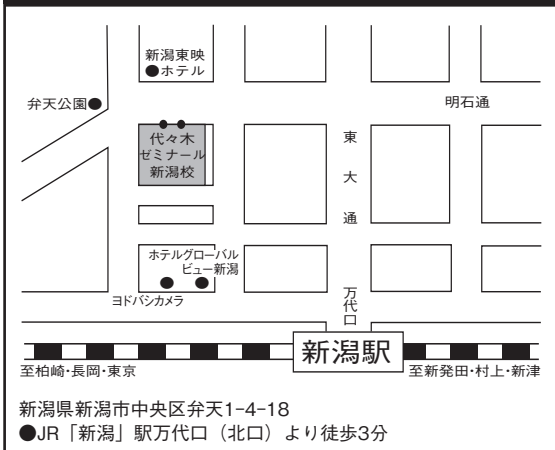 新潟東映
●ホテル
弁天公園●
明石通
代々木
ゼミナール
新潟校
東大通
ホテルグローバル
ビュー新潟
ヨドバシカメラ
万代口
新潟駅
至柏崎・長岡・東京
至新発田・村上・新津
新潟県新潟市中央区弁天1-4-18
●JR「新潟」駅万代口（北口）より徒歩3分